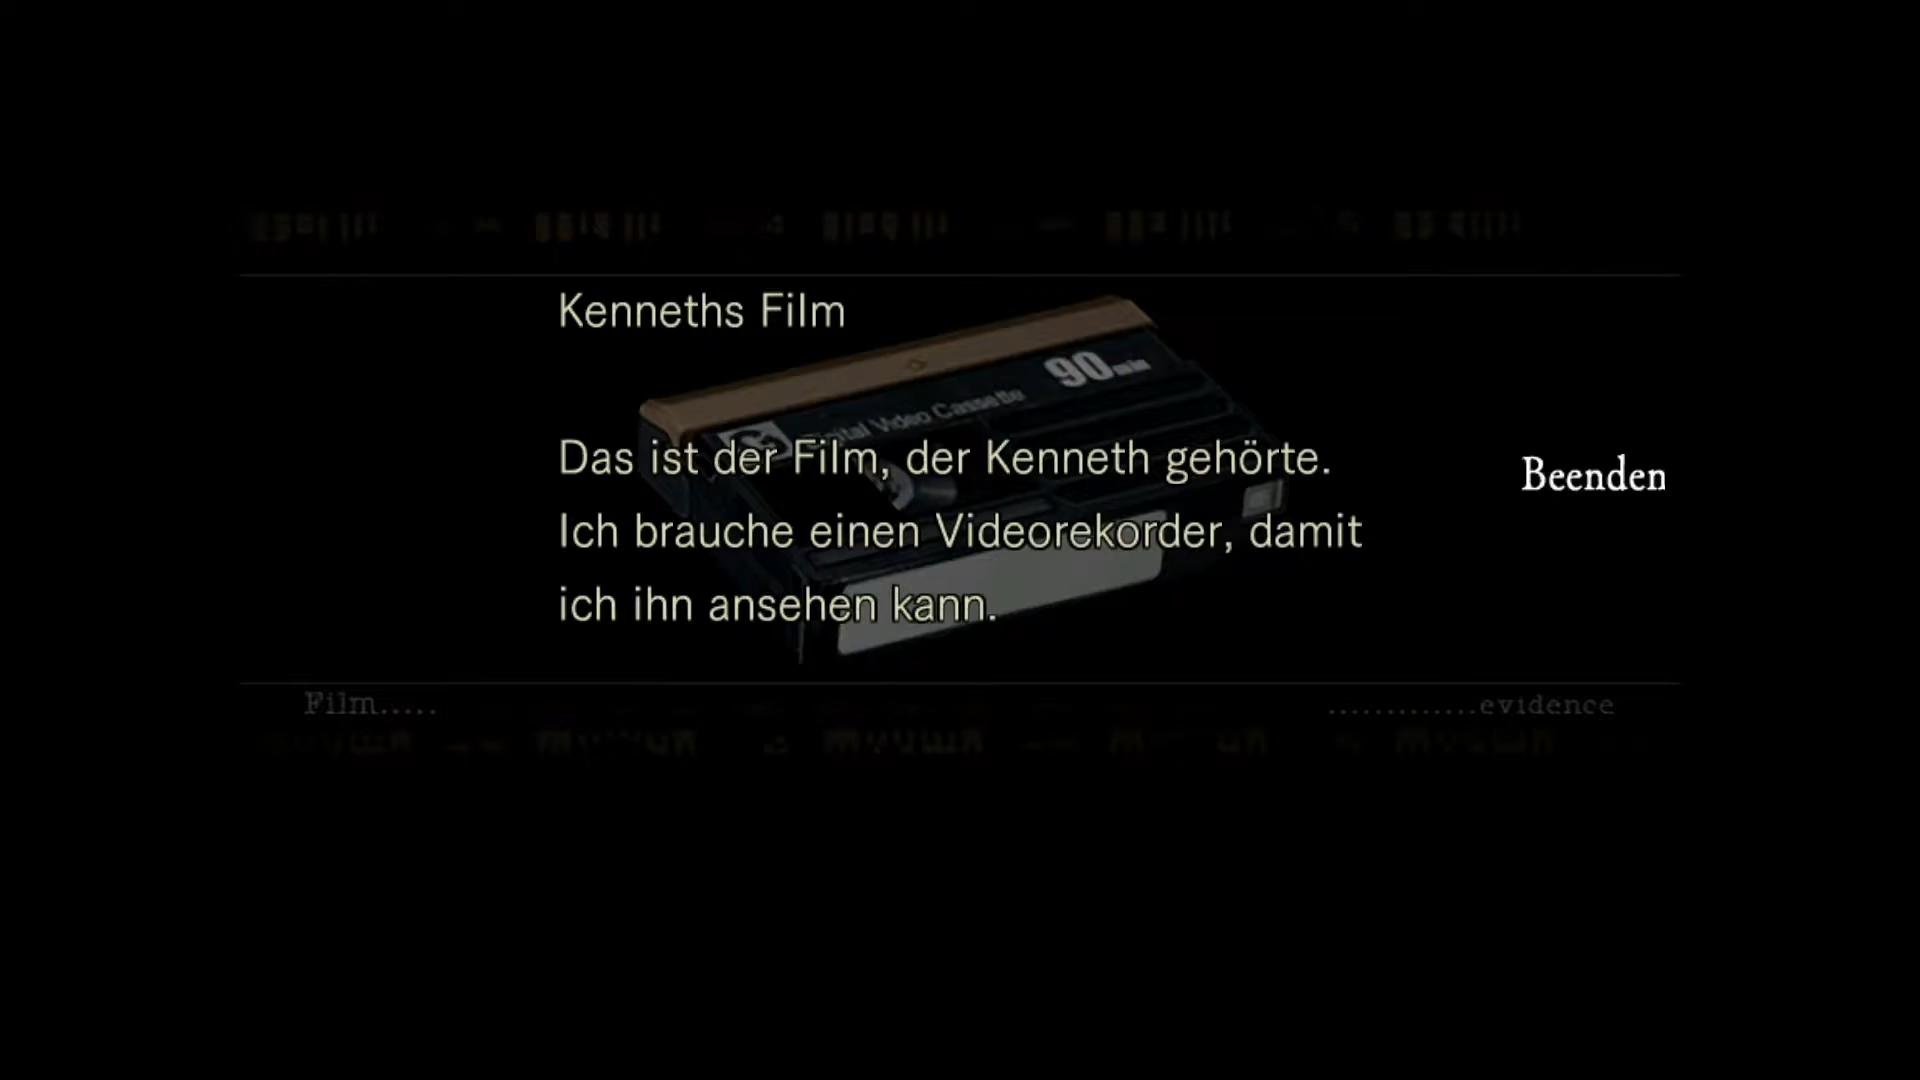 Kenneths Film
90min
Digital Video Cassette
Das ist der Film, der Kenneth gehörte.
Ich brauche einen Videorekorder, damit
ich ihn ansehen kann.
Beenden
Film.....
.............evidence